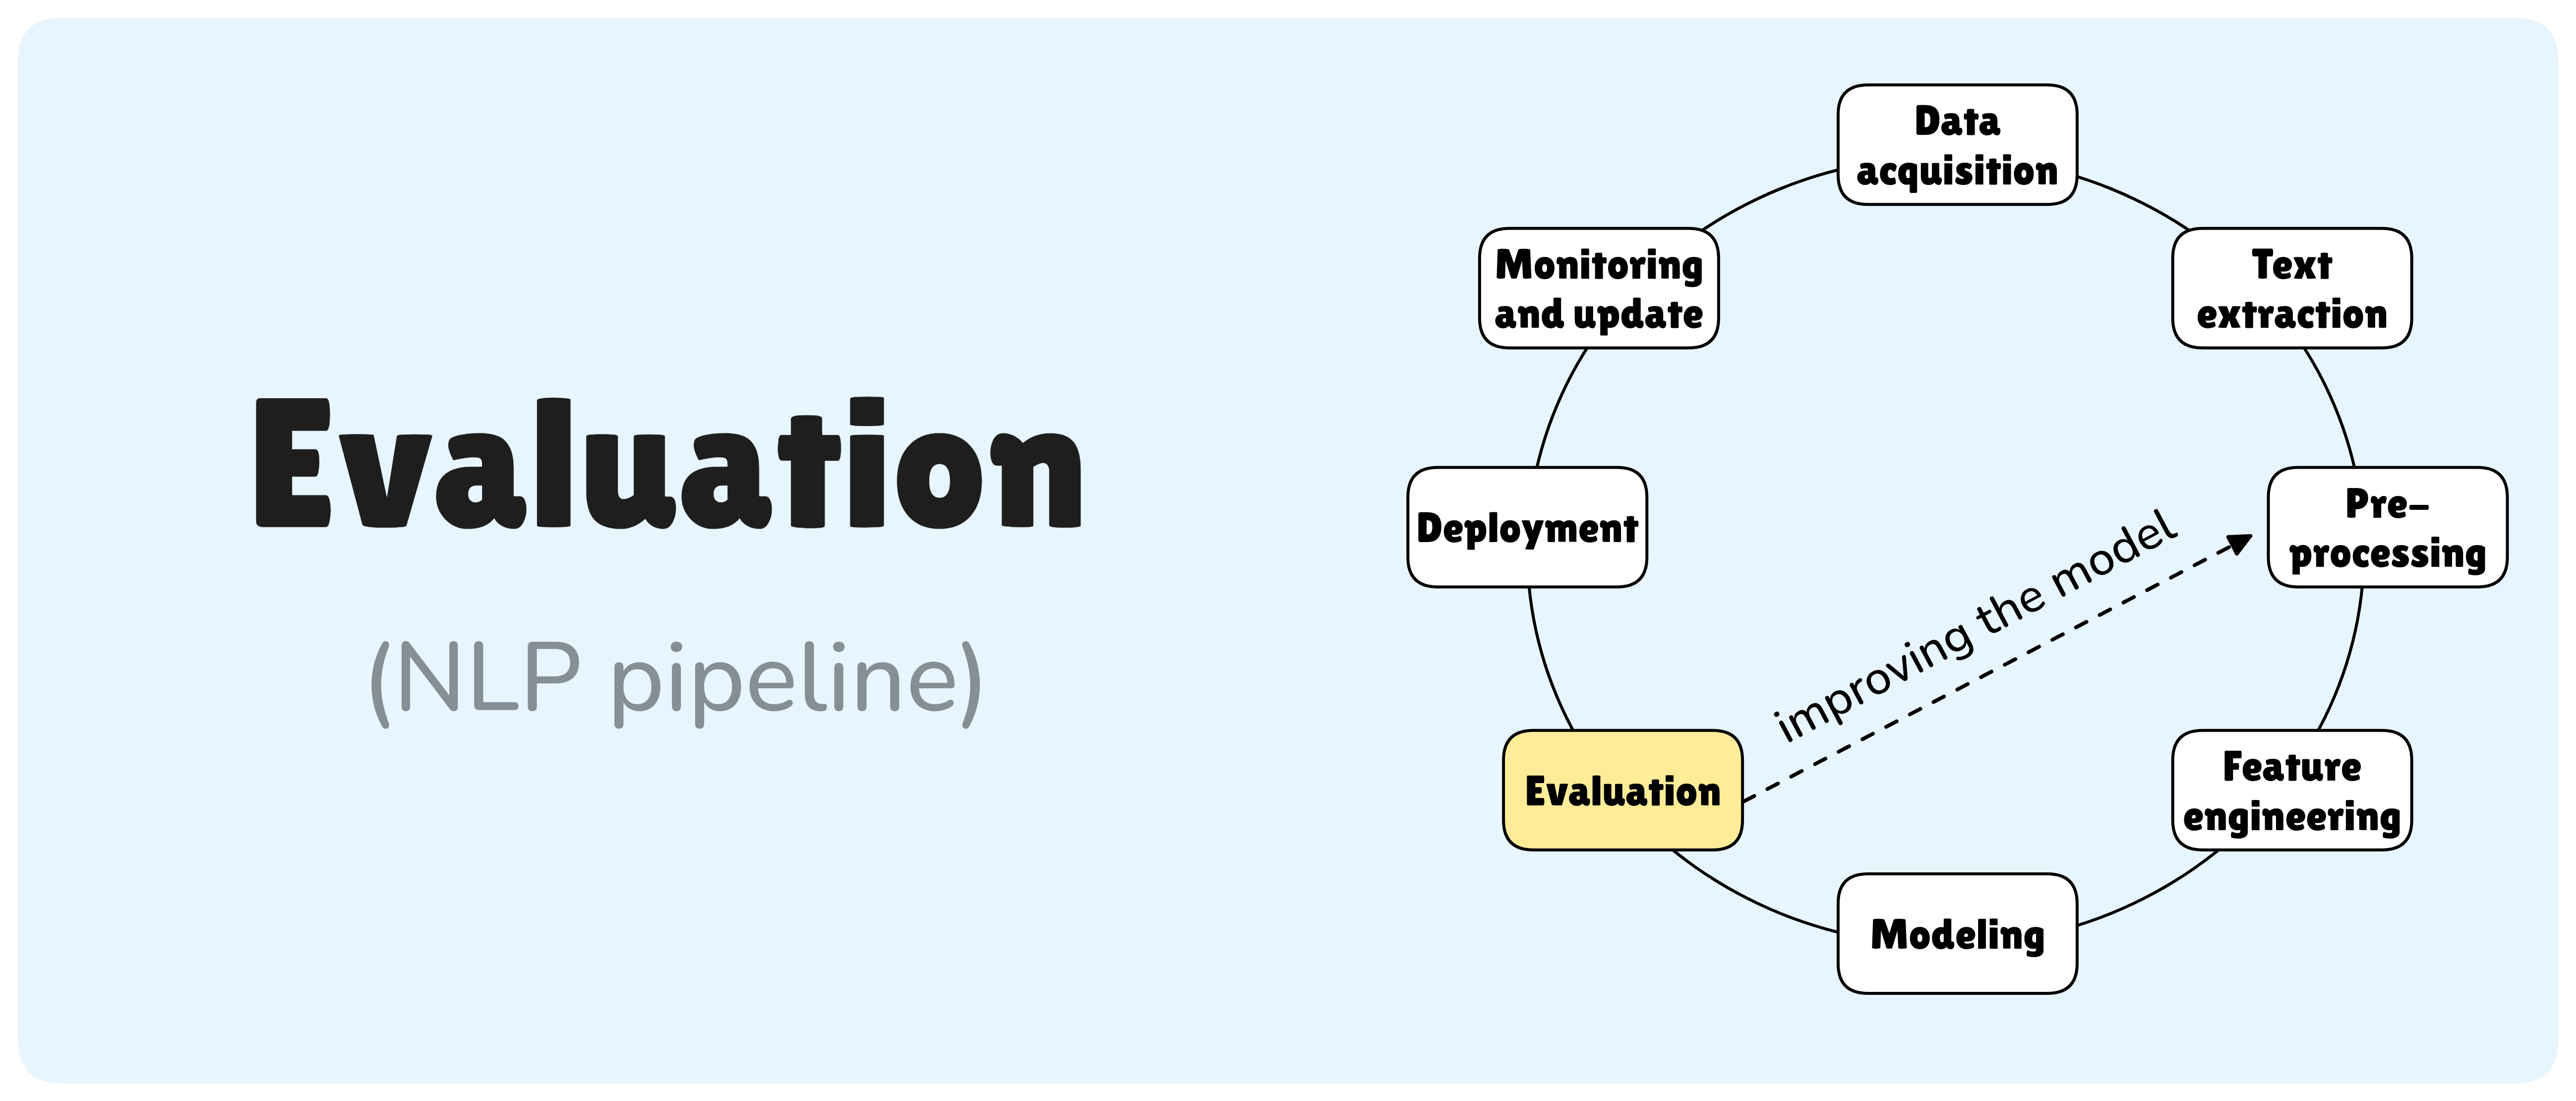 Evaluation
(NLP pipeline)
Data
acquisition
Text
extraction
Pre-
processing
Feature
engineering
Modeling
Evaluation
Deployment
Monitoring
and update
improving the model